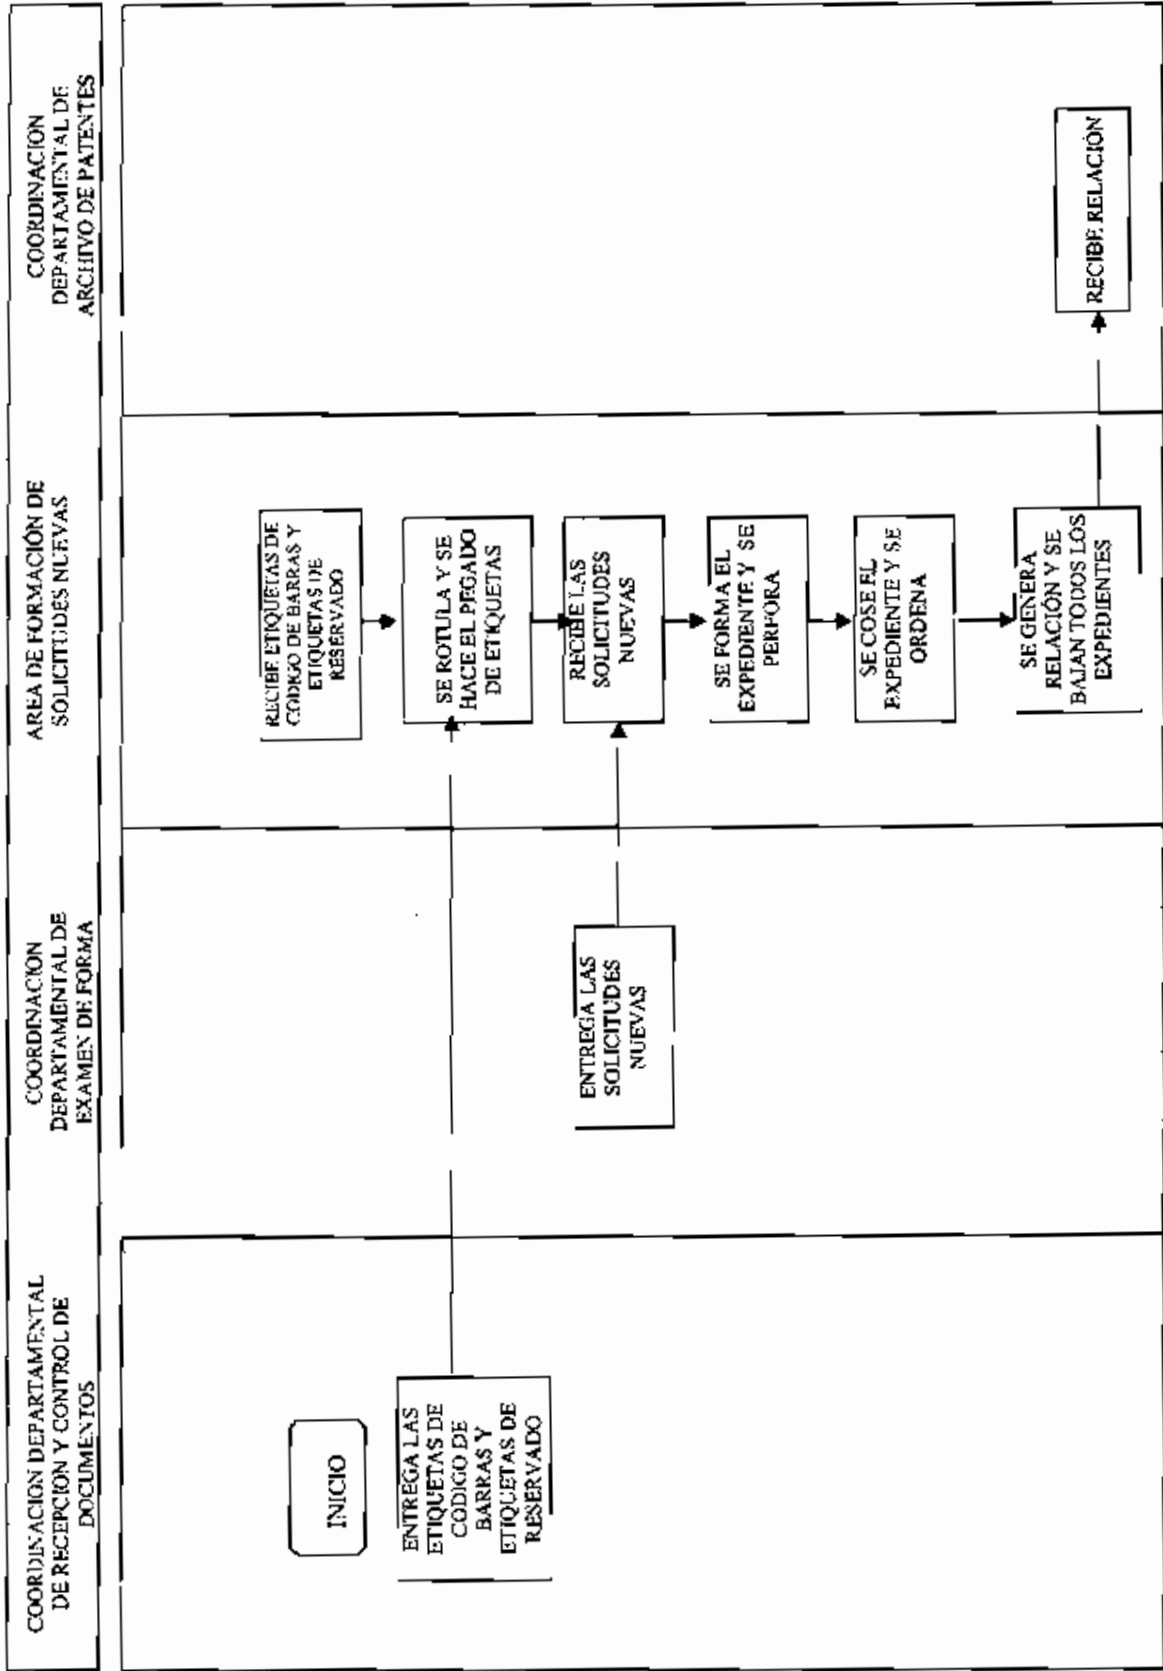 COORDINACION DEPARTAMENTAL
DE RECEPCION Y CONTROL DE
DOCUMENTOS
COORDINACION
DEPARTAMENTAL DE
EXAMEN DE FORMA
AREA DE FORMACIÓN DE
SOLICITUDES NUEVAS
COORDINACION
DEPARTAMENTAL DE
ARCHIVO DE PATENTES
INICIO
ENTREGA LAS
ETIQUETAS DE
CODIGO DE
BARRAS Y
ETIQUETAS DE
RESERVADO
ENTREGA LAS
SOLICITUDES
NUEVAS
RECIBE ETIQUETAS DE
CODIGO DE BARRAS Y
ETIQUETAS DE
RESERVADO
SE ROTULA Y SE
HACE EL PEGADO
DE ETIQUETAS
RECIBE LAS
SOLICITUDES
NUEVAS
SE FORMA EL
EXPEDIENTE Y SE
PERFORA
SE COSE EL
EXPEDIENTE Y SE
ORDENA
SE GENERA
RELACIÓN Y SE
BAJAN TODOS LOS
EXPEDIENTES
RECIBE RELACIÓN